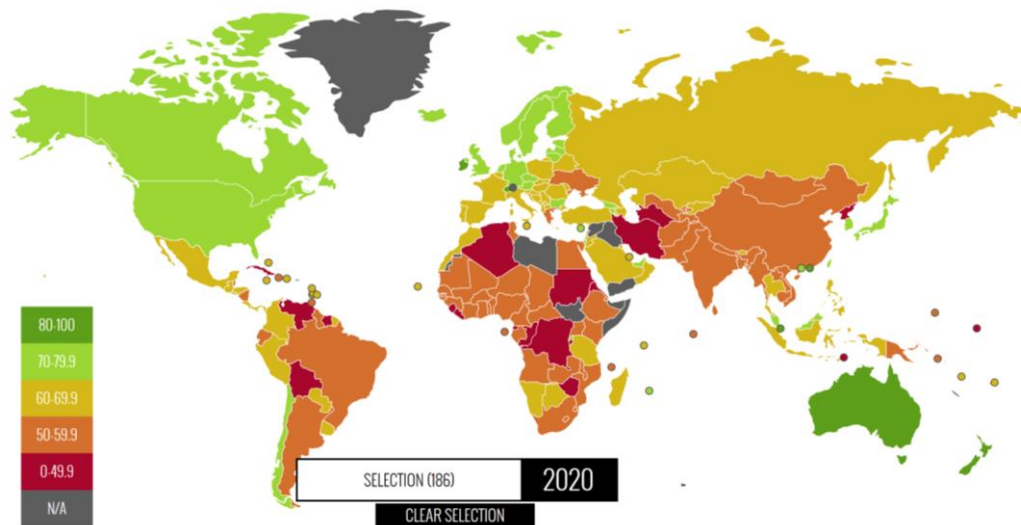 80-100
70-79.9
60-69.9
50-59.9
0-49.9
N/A
SELECTION (186)
2020
CLEAR SELECTION